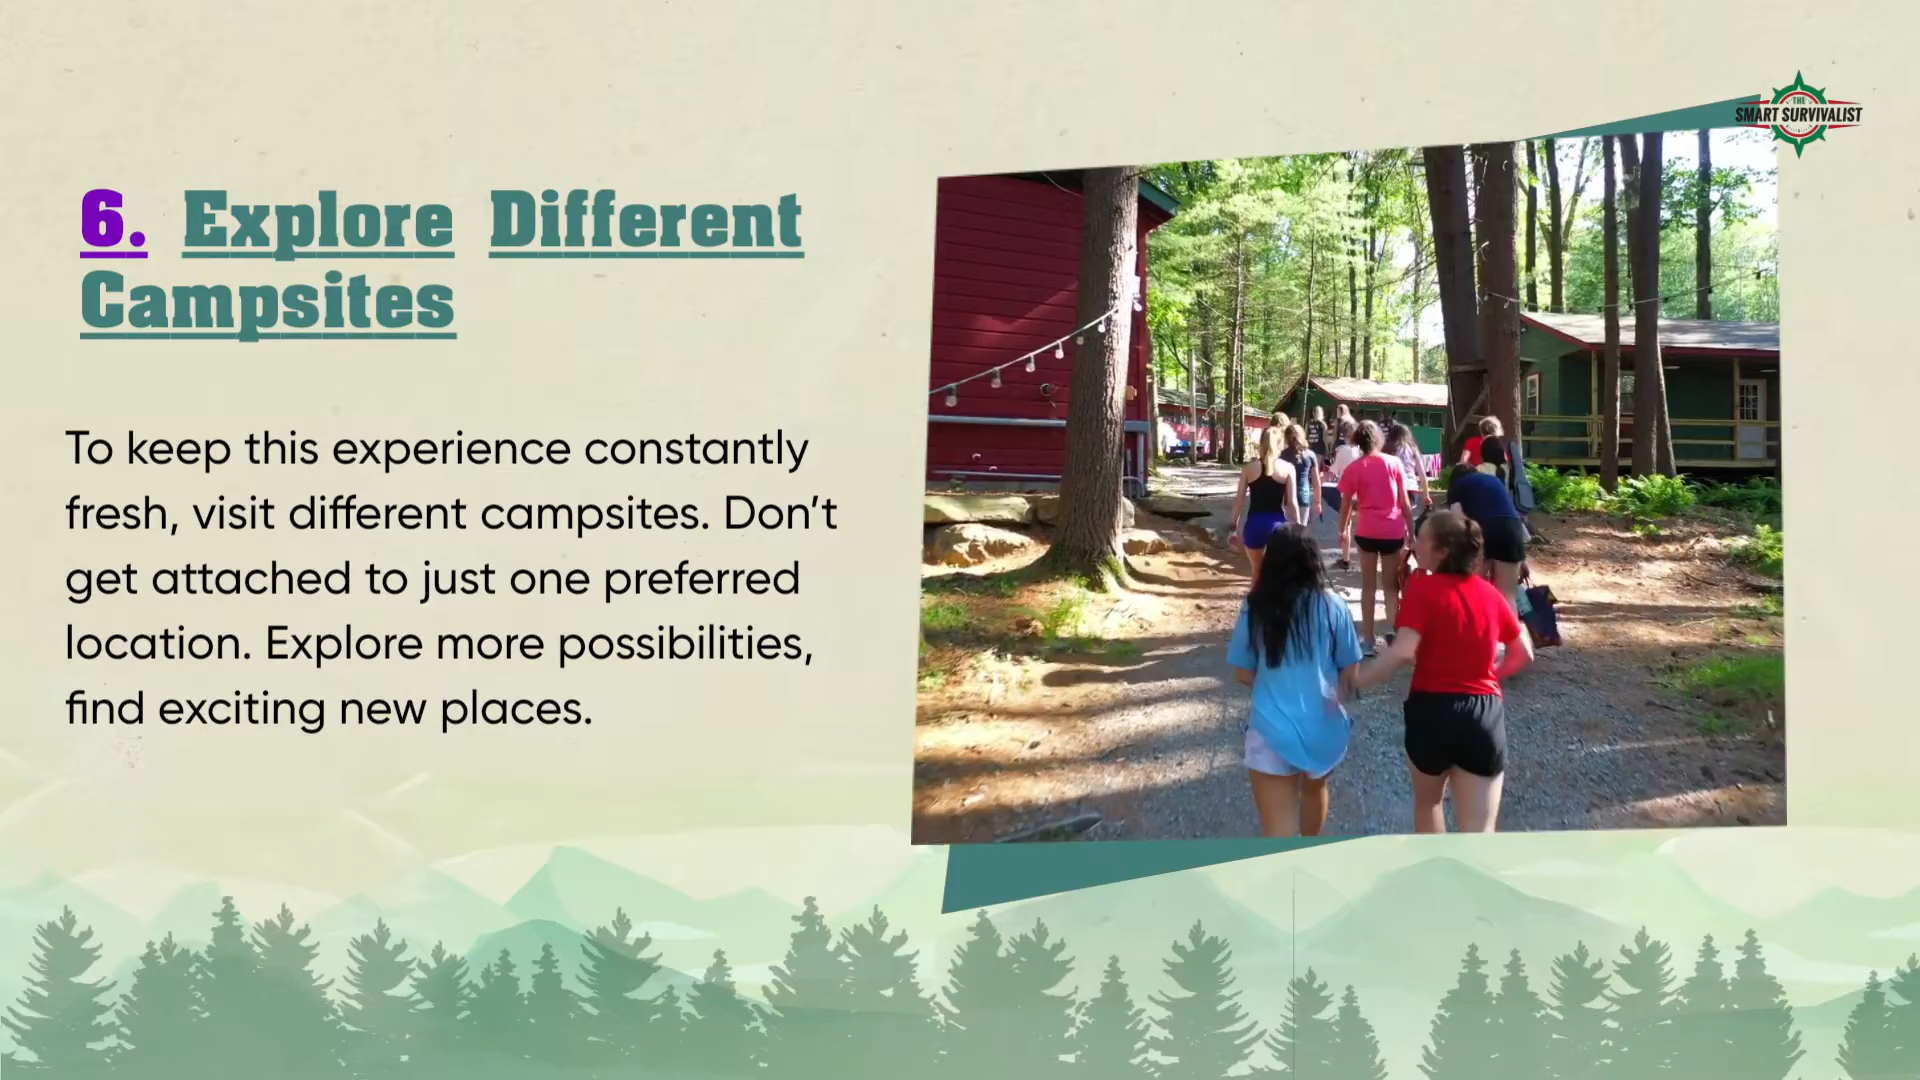 THE
SMART SURVIVALIST
6. Explore Different
Campsites
To keep this experience constantly
fresh, visit different campsites. Don’t
get attached to just one preferred
location. Explore more possibilities,
find exciting new places.